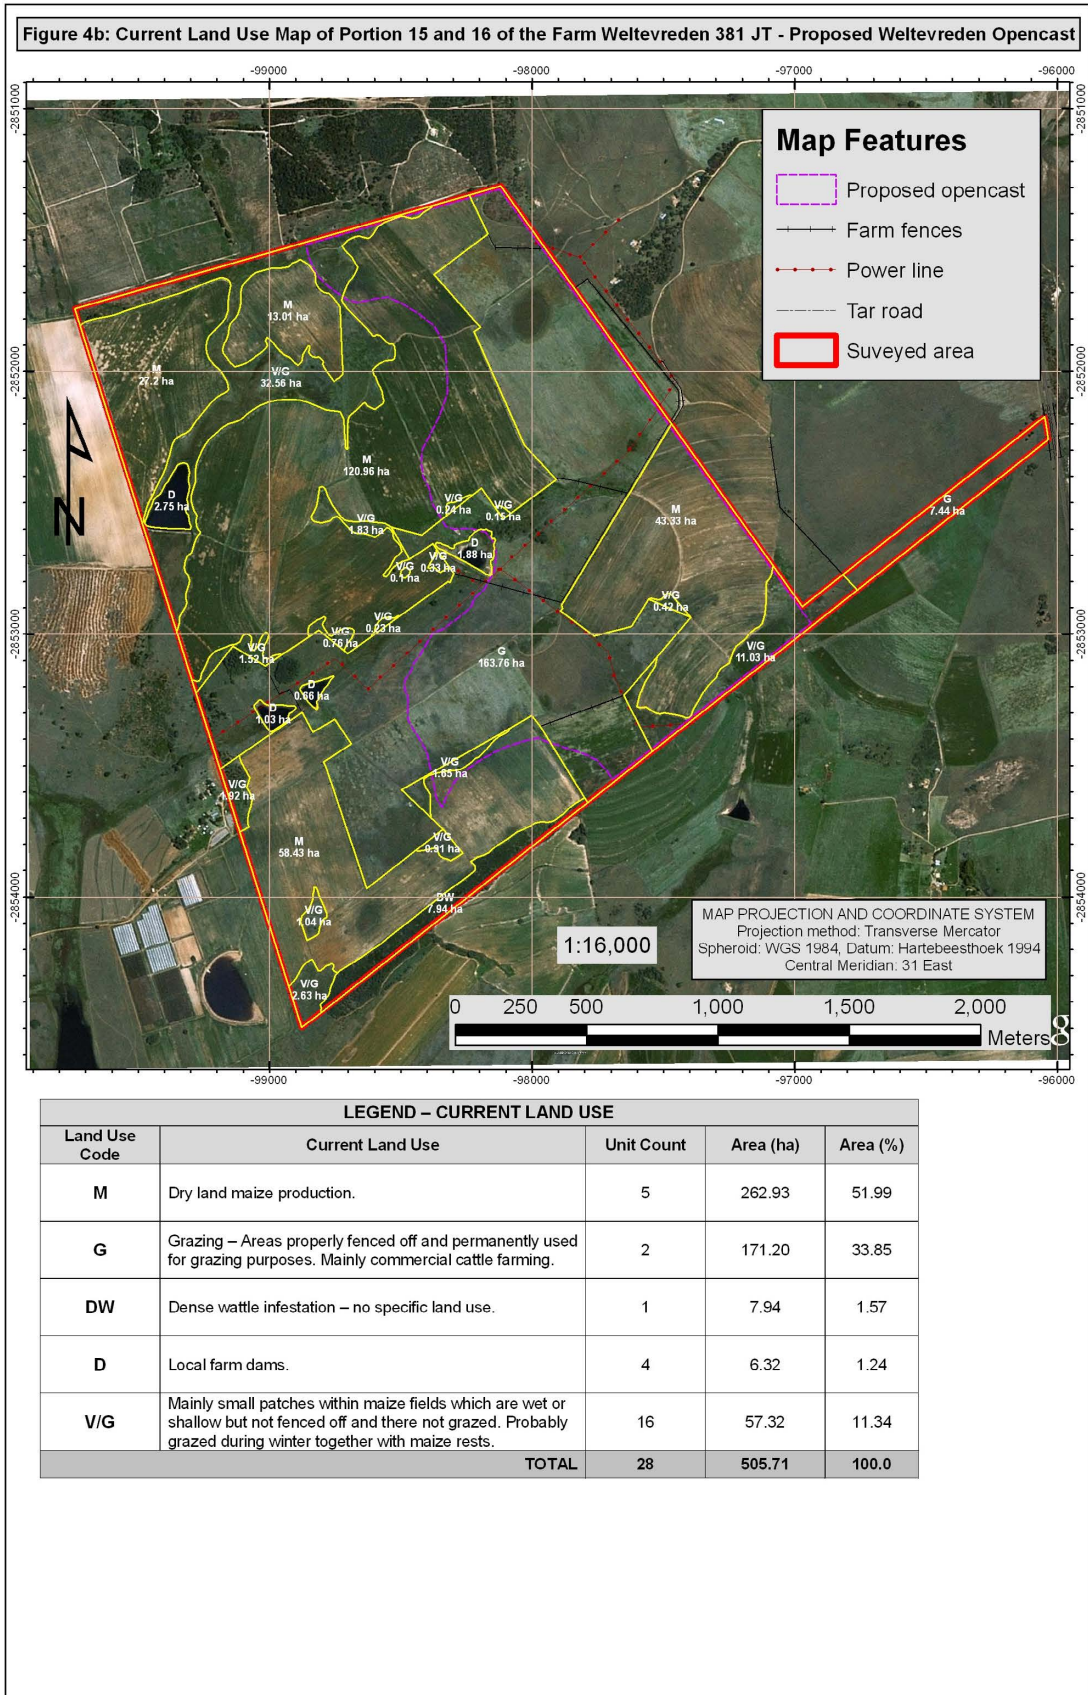 Figure 4b: Current Land Use Map of Portion 15 and 16 of the Farm Weltevreden 381 JT - Proposed Weltevreden Opencast
-99000 -98000 -97000 -96000
-2851000 -2851000
Map Features
Proposed opencast
Farm fences
Power line
Tar road
Suveyed area
-2852000 -2852000
M
13.01 ha
M
27.2 ha
V/G
32.56 ha
M
120.96 ha
D
2.75 ha
V/G
0.24 ha
V/G
0.15 ha
V/G
1.83 ha
D
1.88 ha
V/G
0.33 ha
V/G
0.1 ha
M
43.33 ha
G
7.44 ha
N
V/G
0.42 ha
V/G
0.23 ha
V/G
0.76 ha
V/G
1.52 ha
-2853000 -2853000
G
163.76 ha
V/G
11.03 ha
D
0.66 ha
D
1.03 ha
V/G
1.65 ha
V/G
1.92 ha
M
58.43 ha
V/G
0.91 ha
-2854000 -2854000
DW
7.94 ha
V/G
1.04 ha
V/G
2.63 ha
1:16,000
MAP PROJECTION AND COORDINATE SYSTEM
Projection method: Transverse Mercator
Spheroid: WGS 1984, Datum: Hartebeesthoek 1994
Central Meridian: 31 East
0 250 500 1,000 1,500 2,000
Meters
g
-99000 -98000 -97000 -96000
LEGEND – CURRENT LAND USE
Land Use Code Current Land Use Unit Count Area (ha) Area (%)
M Dry land maize production. 5 262.93 51.99
G Grazing – Areas properly fenced off and permanently used
for grazing purposes. Mainly commercial cattle farming. 2 171.20 33.85
DW Dense wattle infestation – no specific land use. 1 7.94 1.57
D Local farm dams. 4 6.32 1.24
V/G Mainly small patches within maize fields which are wet or
shallow but not fenced off and there not grazed. Probably
grazed during winter together with maize rests. 16 57.32 11.34
TOTAL 28 505.71 100.0